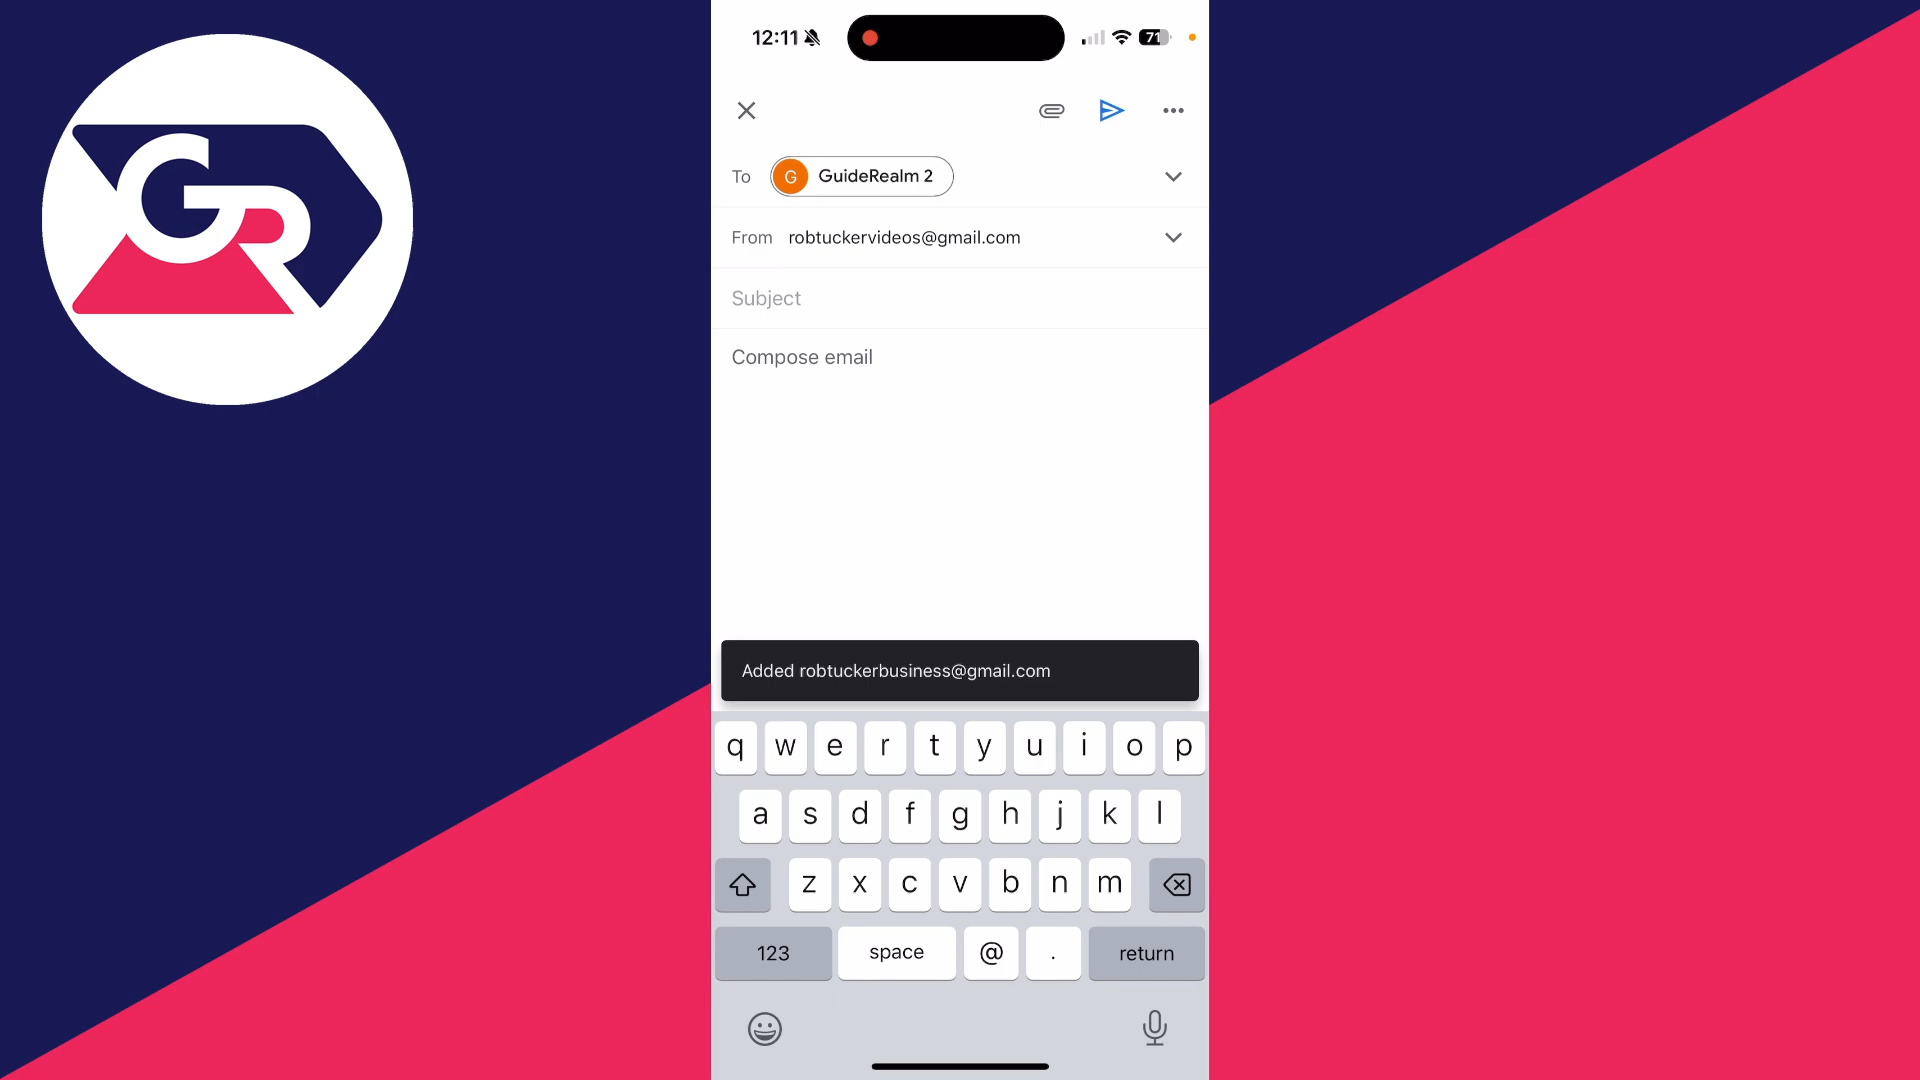 GR
12:11
71
To G GuideRealm 2
From robtuckervideos@gmail.com
Subject
Compose email
Added robtuckerbusiness@gmail.com
q w e r t y u i o p
a s d f g h j k l
z x c v b n m
123 space @ . return